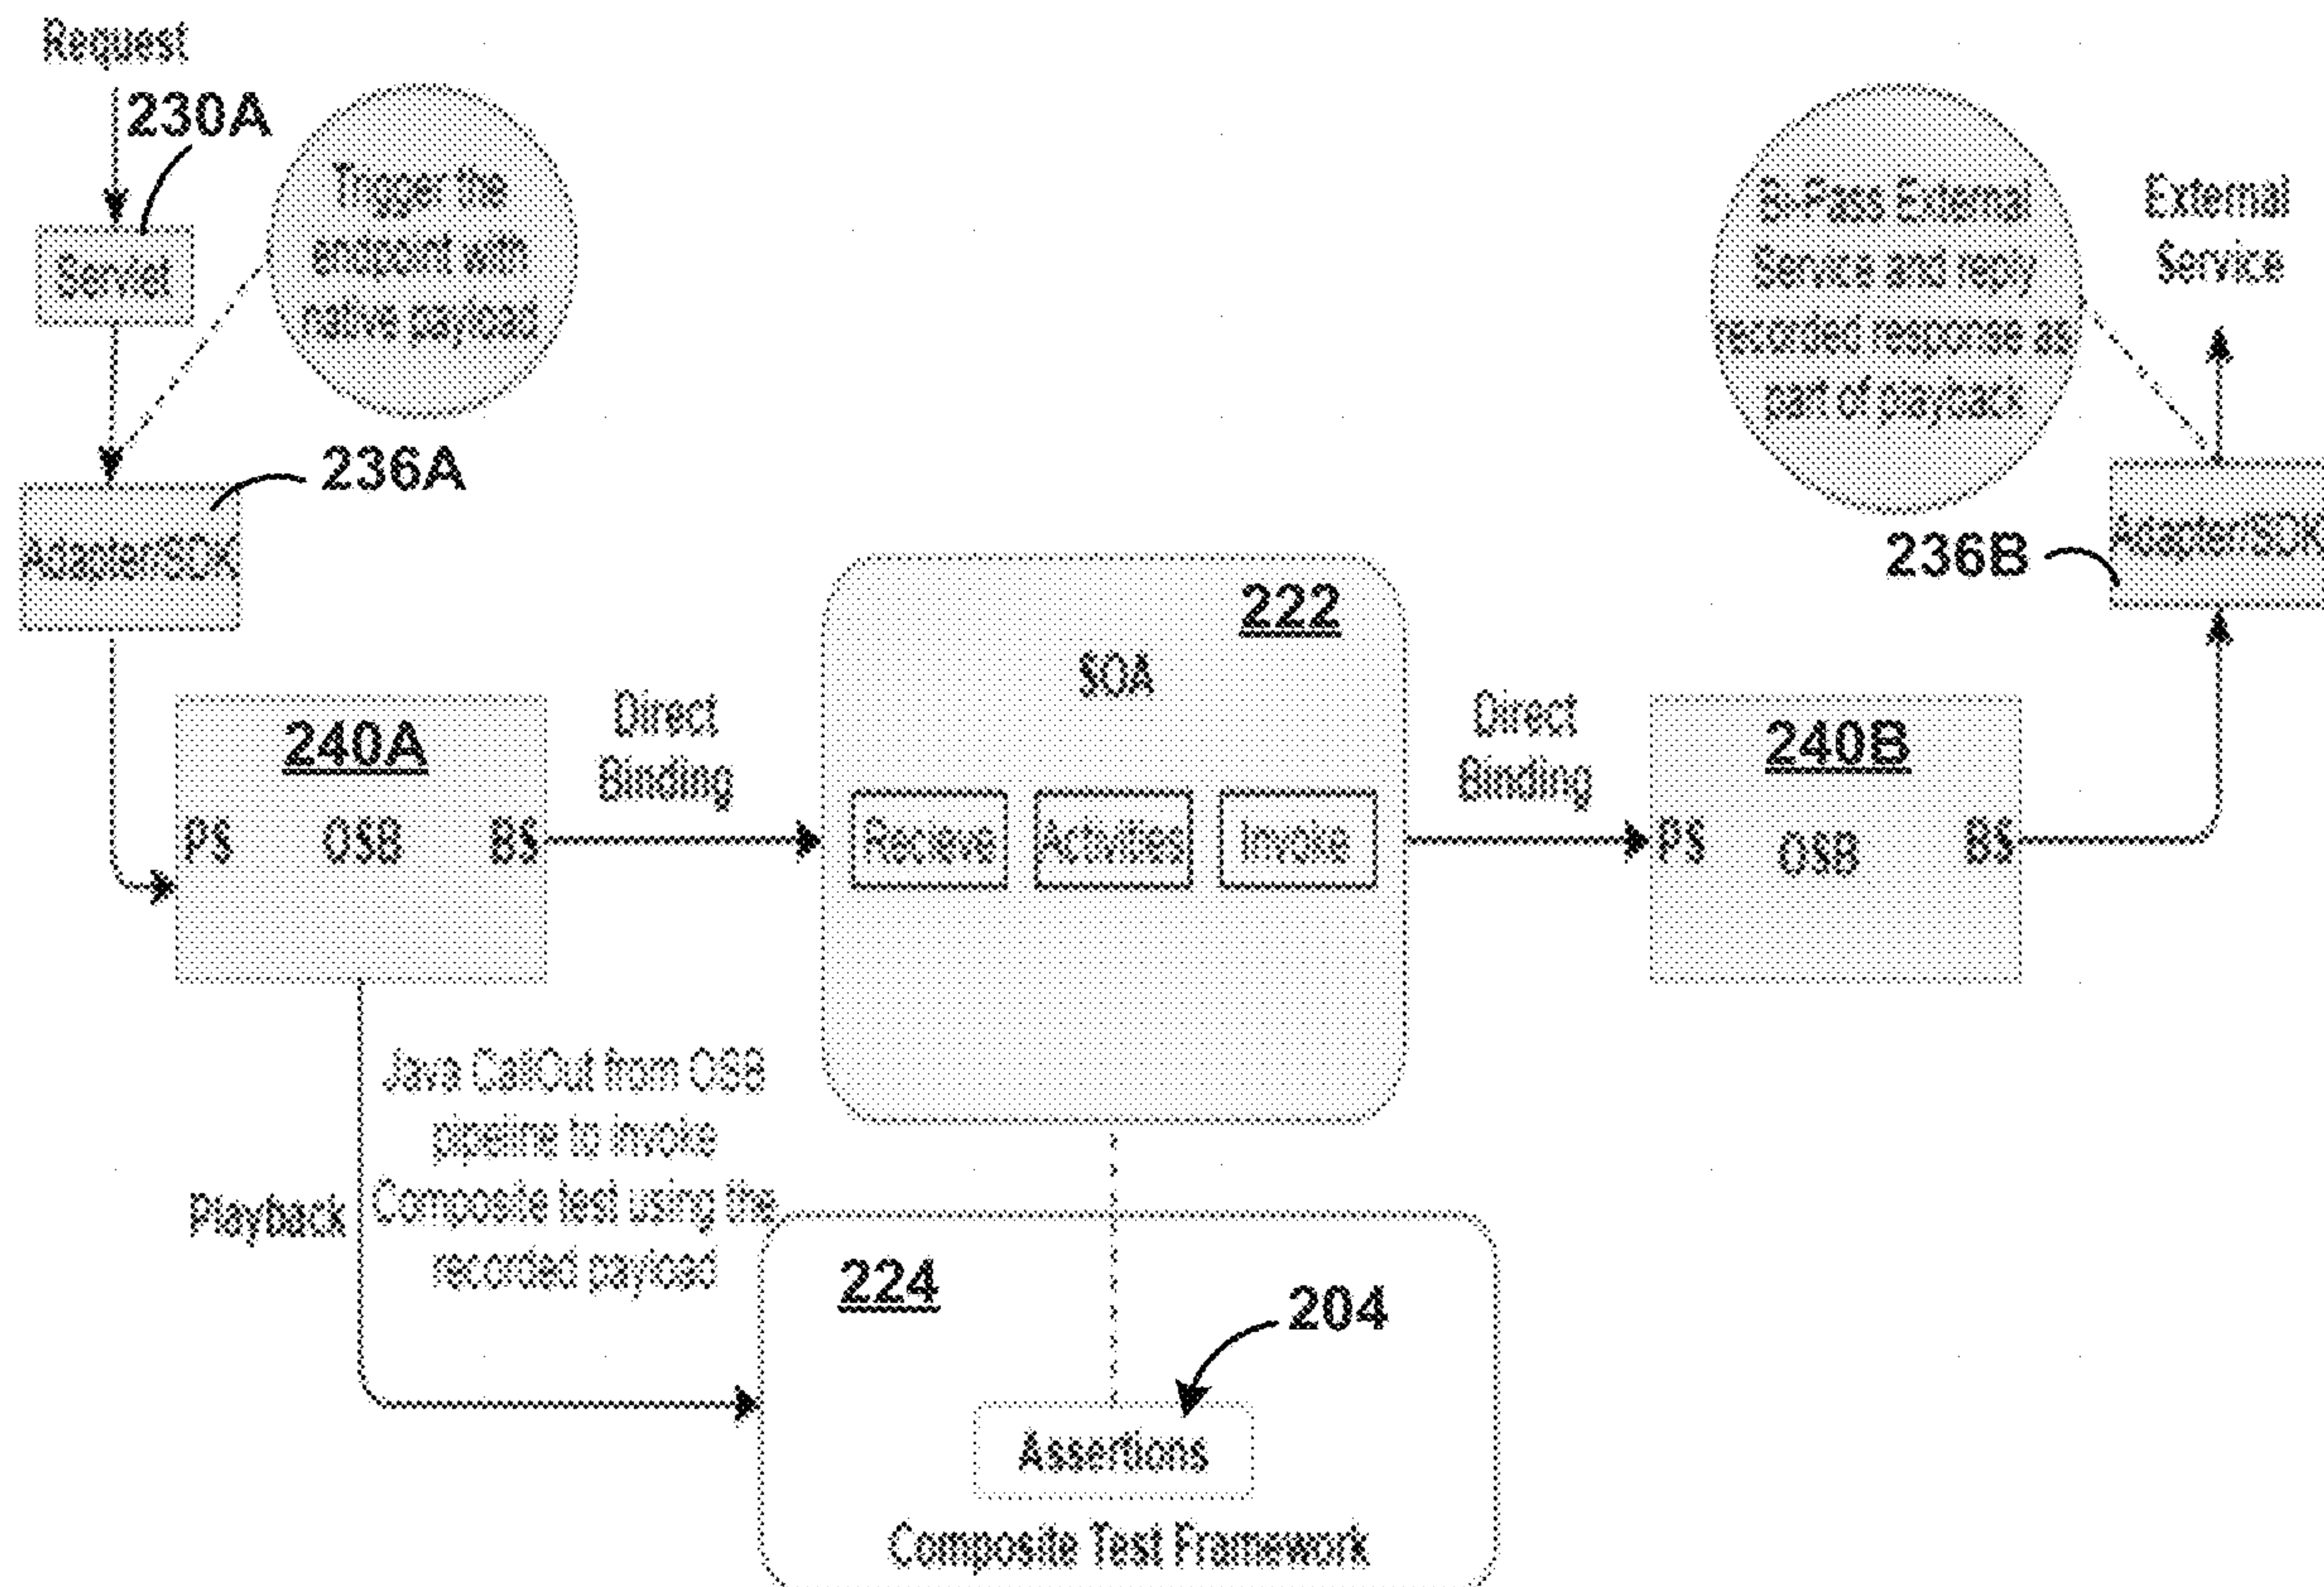 Request
230A
Servlet
Trigger the
endpoint with
native payload
236A
AdapterSDK
Bi-Pass External
Service and reply
recorded response as
part of playback
External
Service
236B
AdapterSDK
240A
PS OSB BS
Direct
Binding
222
SOA
Recieve
Activities
Invoke
Direct
Binding
240B
PS OSB BS
Playback
Java CallOut from OSB
pipeline to invoke
Composite test using the
recorded payload
224
204
Assertions
Composite Test Framework